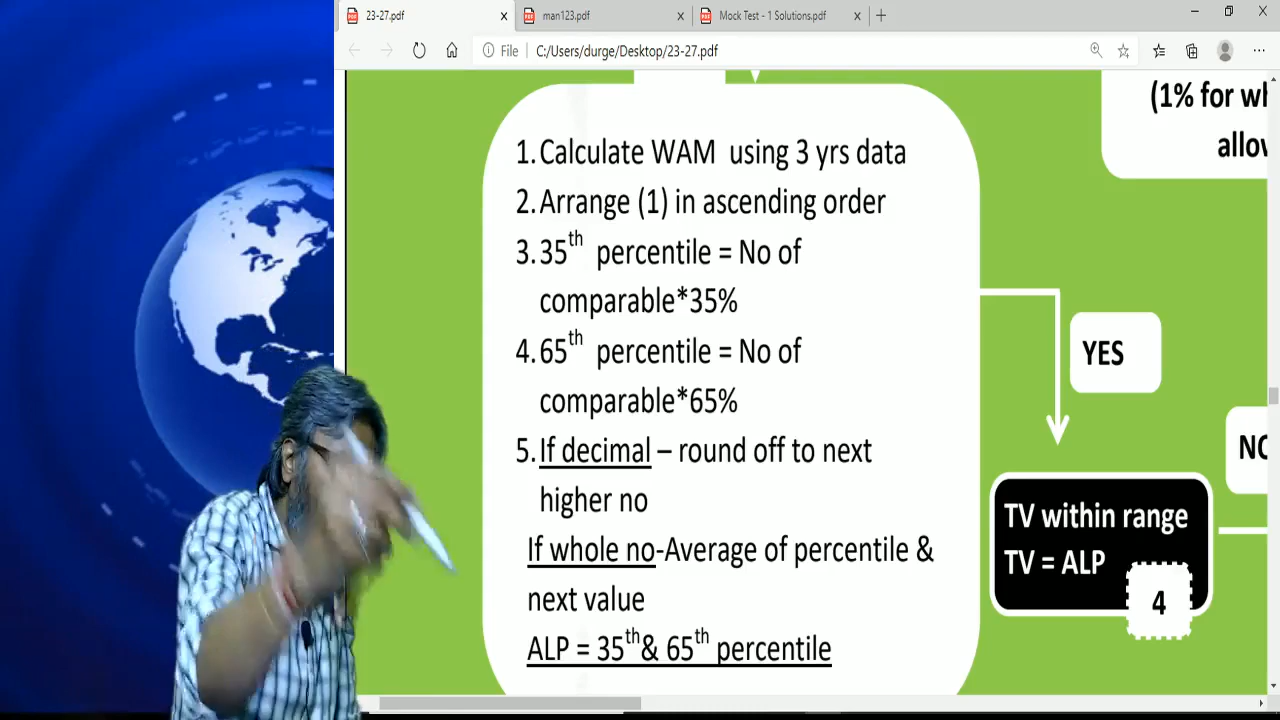 23-27.pdf
man123.pdf
Mock Test - 1 Solutions.pdf
File
C:/Users/durge/Desktop/23-27.pdf
(1% for wh
allov
1. Calculate WAM using 3 yrs data
2. Arrange (1) in ascending order
3. 35th percentile = No of
comparable*35%
4. 65th percentile = No of
comparable*65%
5. If decimal – round off to next
higher no
If whole no-Average of percentile &
next value
ALP = 35th & 65th percentile
YES
NO
TV within range
TV = ALP
4